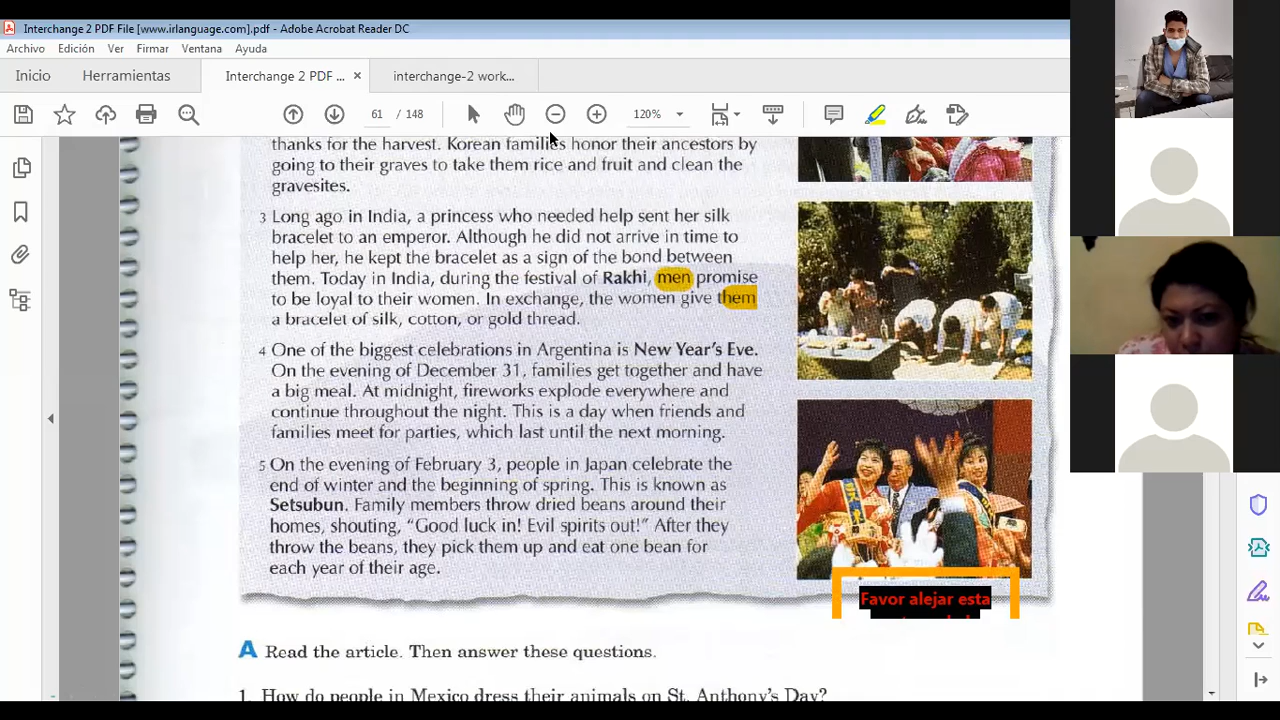 Interchange 2 PDF File [www.irlanguage.com].pdf - Adobe Acrobat Reader DC
Archivo Edición Ver Firmar Ventana Ayuda
Inicio Herramientas Interchange 2 PDF ... × interchange-2 work...
61 / 148 120%
thanks for the harvest. Korean families honor their ancestors by
going to their graves to take them rice and fruit and clean the
gravesites.
3 Long ago in India, a princess who needed help sent her silk
bracelet to an emperor. Although he did not arrive in time to
help her, he kept the bracelet as a sign of the bond between
them. Today in India, during the festival of Rakhi, men promise
to be loyal to their women. In exchange, the women give them
a bracelet of silk, cotton, or gold thread.
4 One of the biggest celebrations in Argentina is New Year's Eve.
On the evening of December 31, families get together and have
a big meal. At midnight, fireworks explode everywhere and
continue throughout the night. This is a day when friends and
families meet for parties, which last until the next morning.
5 On the evening of February 3, people in Japan celebrate the
end of winter and the beginning of spring. This is known as
Setsubun. Family members throw dried beans around their
homes, shouting, "Good luck in! Evil spirits out!" After they
throw the beans, they pick them up and eat one bean for
each year of their age.
Favor alejar esta
A Read the article. Then answer these questions.
1. How do people in Mexico dress their animals on St. Anthony's Day?